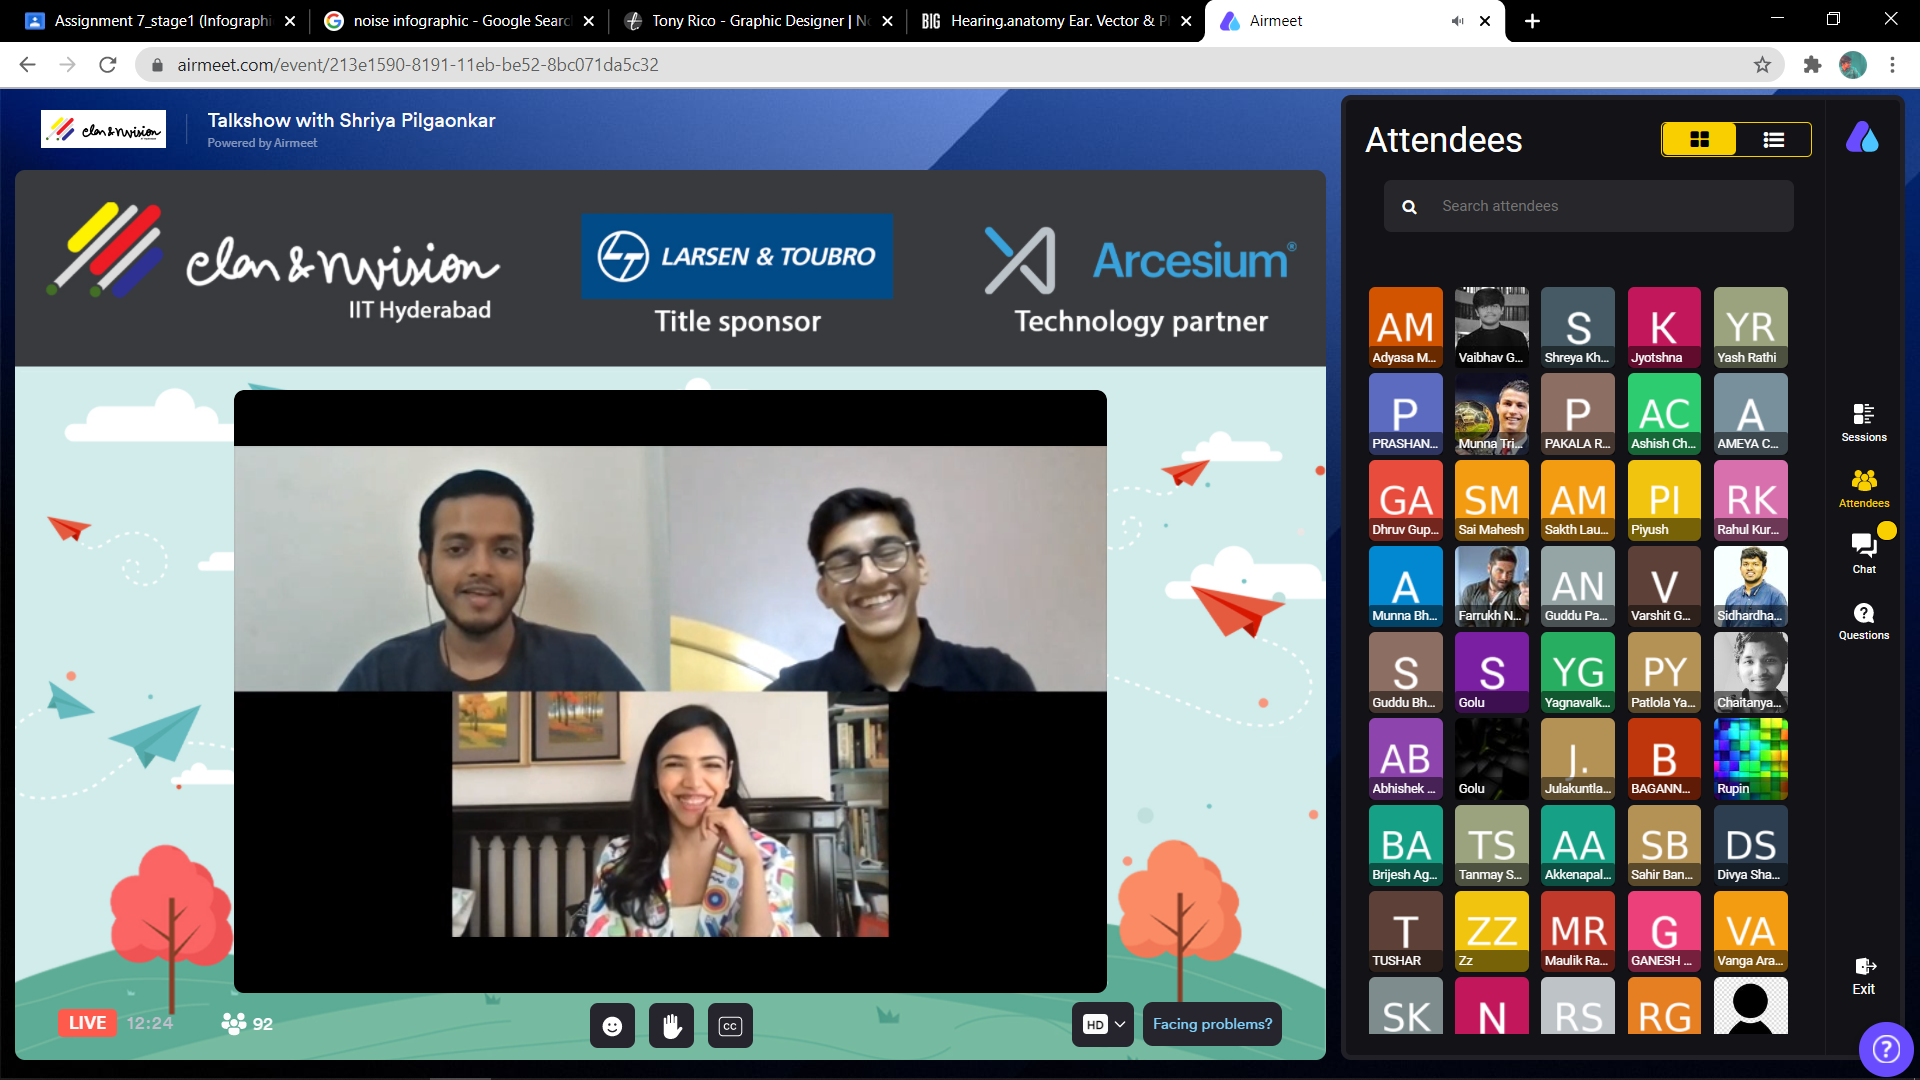 Assignment 7_stage1 (Infographi
noise infographic - Google Searc
Tony Rico - Graphic Designer | No
BIG Hearing.anatomy Ear. Vector & P
Airmeet
airmeet.com/event/213e1590-8191-11eb-be52-8bc071da5c32
elan & nvision
Talkshow with Shriya Pilgaonkar
Powered by Airmeet
elan & nvision
IIT Hyderabad
LARSEN & TOUBRO
Title sponsor
Arcesium®
Technology partner
LIVE 12:24 92
CC
HD
Facing problems?
Attendees
Search attendees
AM S K YR
Adyasa M... Vaibhav G... Shreya Kh... Jyotshna Yash Rathi
P P AC A
PRASHAN... Munna Tri... PAKALA R... Ashish Ch... AMEYA C...
GA SM AM PI RK
Dhruv Gup... Sai Mahesh Sakth Lau... Piyush Rahul Kur...
A AN V
Munna Bh... Farrukh N... Guddu Pa... Varshit G... Sidhardha...
S S YG PY
Guddu Bh... Golu Yagnavalk... Patlola Ya... Chaitanya...
AB J. B
Abhishek ... Golu Julakuntla... BAGANN... Rupin
BA TS AA SB DS
Brijesh Ag... Tanmay S... Akkenapal... Sahir Ban... Divya Sha...
T ZZ MR G VA
TUSHAR Zz Maulik Ra... GANESH ... Vanga Ara...
SK N RS RG
Sessions
Attendees
Chat
Questions
Exit